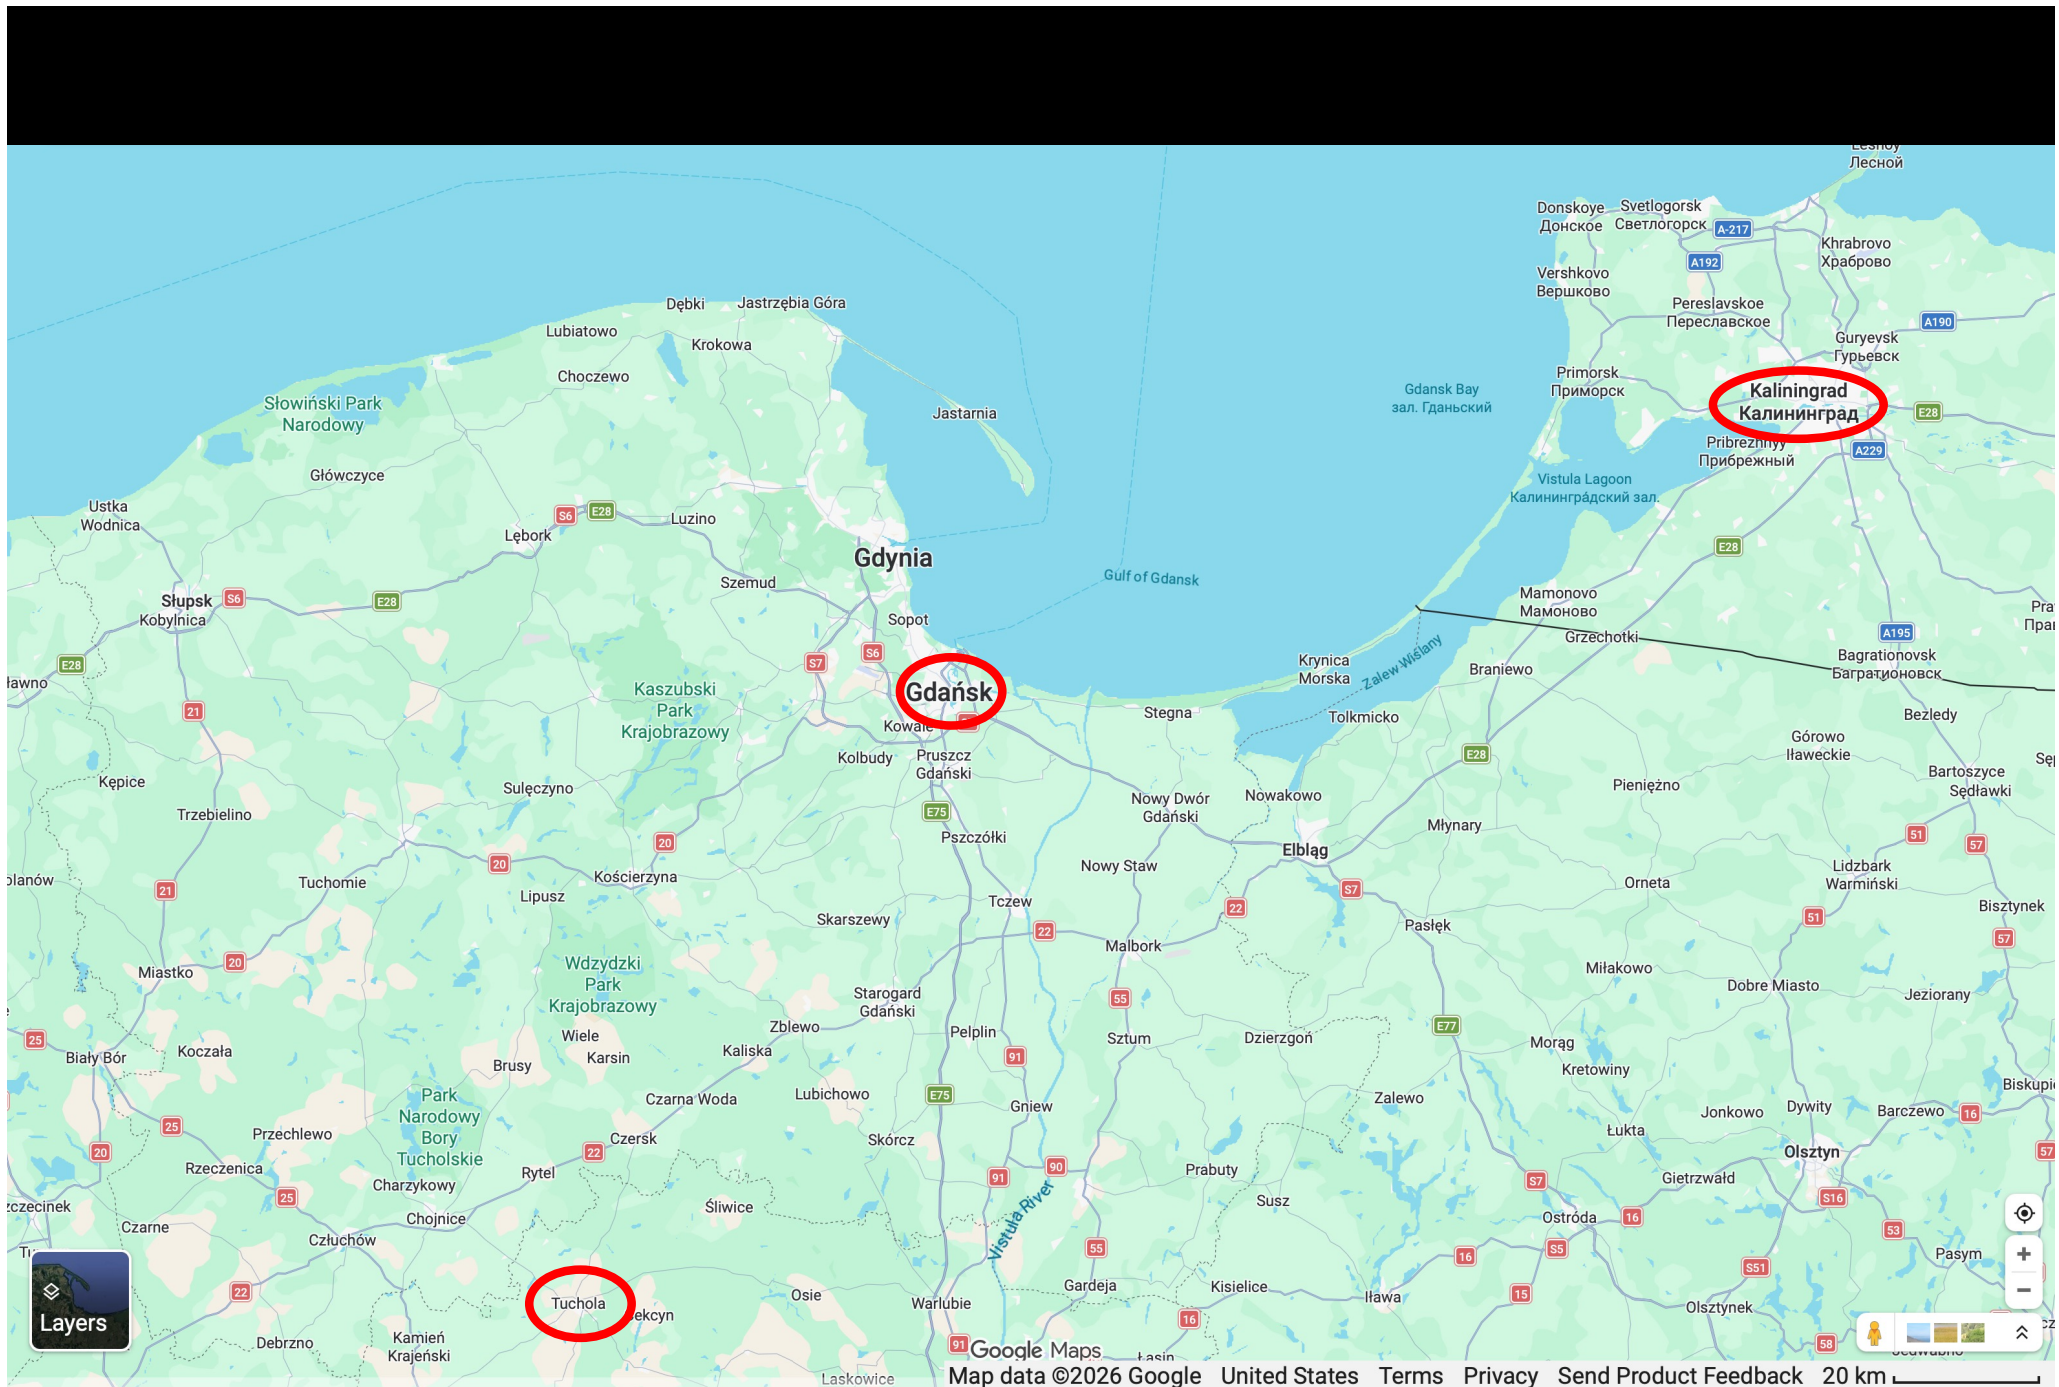 Лесной
Donskoye
Донское
Svetlogorsk
Светлогорск
A-217
Khrabrovo
Храброво
A192
Vershkovo
Вершково
Pereslavskoe
Переславское
A190
Dębki
Jastrzębia Góra
Lubiatowo
Krokowa
Guryevsk
Гурьевск
Choczewo
Primorsk
Приморск
Gdansk Bay
зал. Гданьский
Kaliningrad
Калининград
E28
Słowiński Park
Narodowy
Jastarnia
Pribrezhnyy
Прибрежный
A229
Główczyce
Vistula Lagoon
Калинингра́дский зал.
Ustka
Wodnica
S6
E28
Luzino
Lębork
E28
Gdynia
Gulf of Gdansk
Szemud
Mamonovo
Мамоново
Słupsk
Kobylnica
S6
E28
Sopot
Grzechotki
A195
Bagrationovsk
Багратионовск
E28
S7
S6
Krynica
Morska
Zalew Wiślany
Braniewo
Gdańsk
Kaszubski
Park
Krajobrazowy
21
Kowale
Stegna
Tolkmicko
Bezledy
Górowo
Iławeckie
Kolbudy
Pruszcz
Gdański
E28
Bartoszyce
Sędławki
Kępice
Sulęczyno
Nowy Dwór
Gdański
Nowakowo
Pieniężno
Trzebielino
E75
Pszczółki
Młynary
51
57
20
20
Elbląg
Nowy Staw
Lidzbark
Warmiński
Tuchomie
Kościerzyna
21
Lipusz
S7
Orneta
Tczew
22
Bisztynek
Skarszewy
22
51
Pasłęk
57
Malbork
20
Miastko
Wdzydzki
Park
Krajobrazowy
Miłakowo
Dobre Miasto
Jeziorany
Starogard
Gdański
55
Zblewo
Pelplin
E77
25
Wiele
Sztum
Dzierzgoń
Morąg
Biały Bór
Koczała
Karsin
Kaliska
91
Brusy
Kretowiny
Park
Narodowy
Bory
Tucholskie
Czarna Woda
Lubichowo
E75
Gniew
Zalewo
Jonkowo
Dywity
Barczewo
16
25
Przechlewo
Czersk
22
Skórcz
Łukta
20
Olsztyn
57
Rzeczenica
Rytel
91
90
Prabuty
Gietrzwałd
S7
Charzykowy
25
Śliwice
Susz
S16
Chojnice
Ostróda
16
Czarne
Człuchów
Vistula River
55
16
S5
53
Pasym
S51
22
Tuchola
Osie
Warlubie
Gardeja
Kisielice
Iława
15
Olsztynek
Layers
Debrzno
Kamień
Krajeński
16
91
58
Google Maps
Laskowice
Map data ©2026 Google United States Terms Privacy Send Product Feedback 20 km